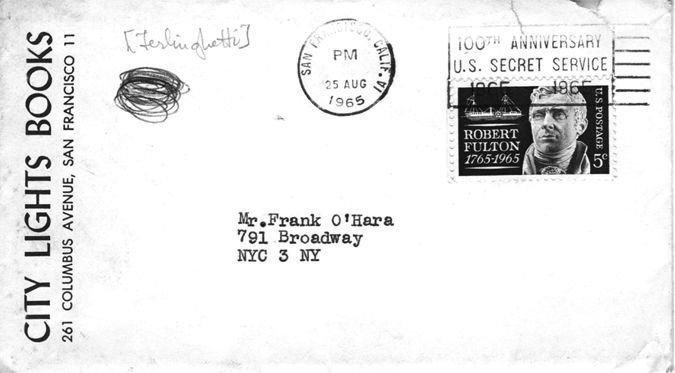 CITY LIGHTS BOOKS
261 COLUMBUS AVENUE, SAN FRANCISCO 11
[Ferlinghetti]
SAN FRANCISCO, CALIF.
PM
25 AUG
1965
100TH ANNIVERSARY
U.S. SECRET SERVICE
1865 1965
ROBERT
FULTON
1765-1965
U.S. POSTAGE
5c
Mr.Frank O'Hara
791 Broadway
NYC 3 NY